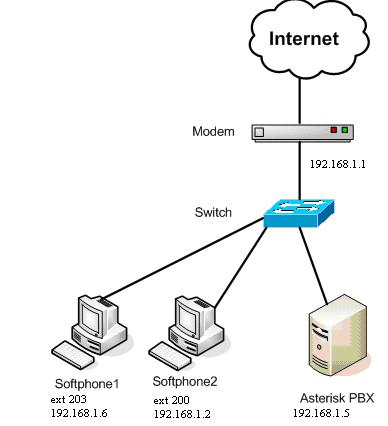 Internet
Modem
192.168.1.1
Switch
Softphone1
ext 203
192.168.1.6
Softphone2
ext 200
192.168.1.2
Asterisk PBX
192.168.1.5